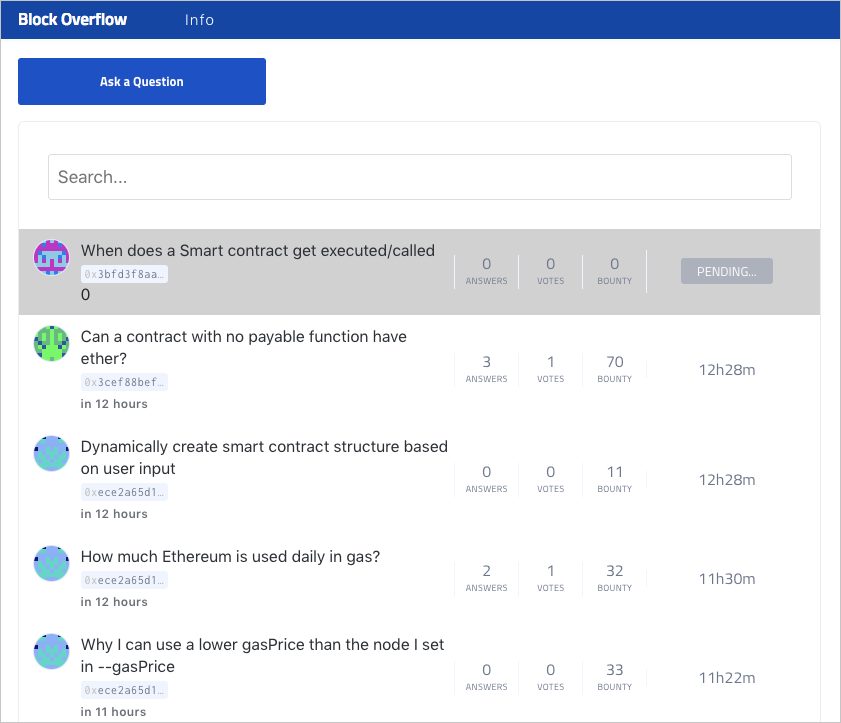 Block Overflow Info
Ask a Question
Search...
When does a Smart contract get executed/called
0x3bfd3f8aa…
0
0 0 0
ANSWERS VOTES BOUNTY
PENDING...
Can a contract with no payable function have
ether?
0x3cef88bef…
in 12 hours
3 1 70
ANSWERS VOTES BOUNTY
12h28m
Dynamically create smart contract structure based
on user input
0xece2a65d1…
in 12 hours
0 0 11
ANSWERS VOTES BOUNTY
12h28m
How much Ethereum is used daily in gas?
0xece2a65d1…
in 12 hours
2 1 32
ANSWERS VOTES BOUNTY
11h30m
Why I can use a lower gasPrice than the node I set
in --gasPrice
0xece2a65d1…
in 11 hours
0 0 33
ANSWERS VOTES BOUNTY
11h22m